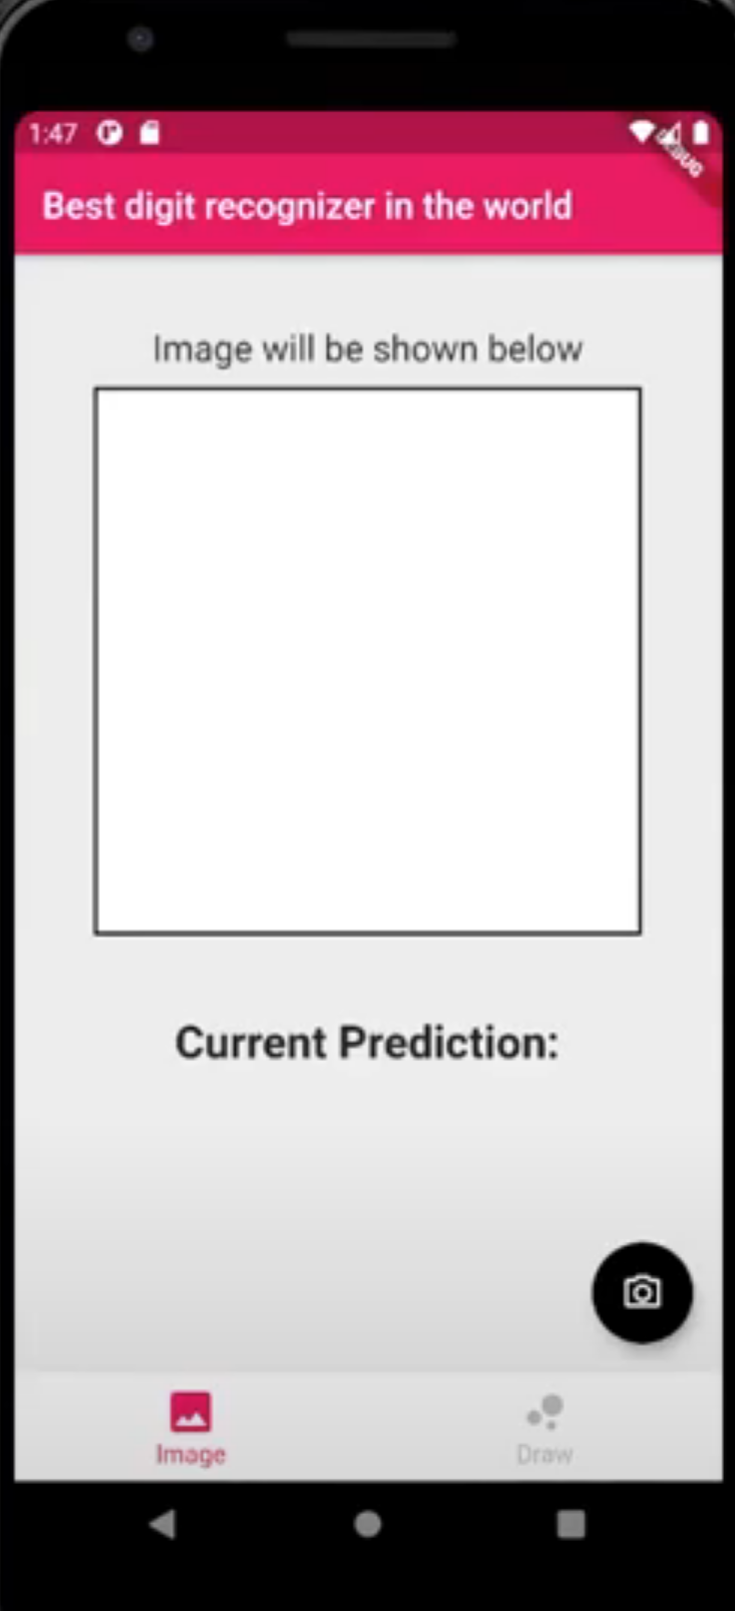 1:47
DEBUG
Best digit recognizer in the world
Image will be shown below
Current Prediction:
Image
Draw